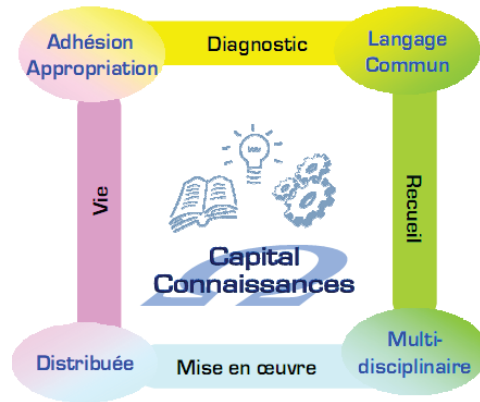 Adhésion
Appropriation
Diagnostic
Langage
Commun
Vie
Recueil
Capital
Connaissances
Distribuée
Mise en œuvre
Multi-
disciplinaire